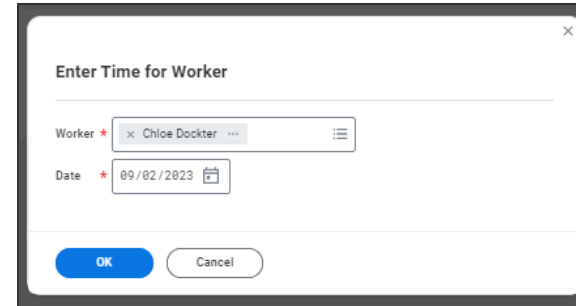 Enter Time for Worker
Worker * × Chloe Dockter ...
Date * 09/02/2023
OK Cancel